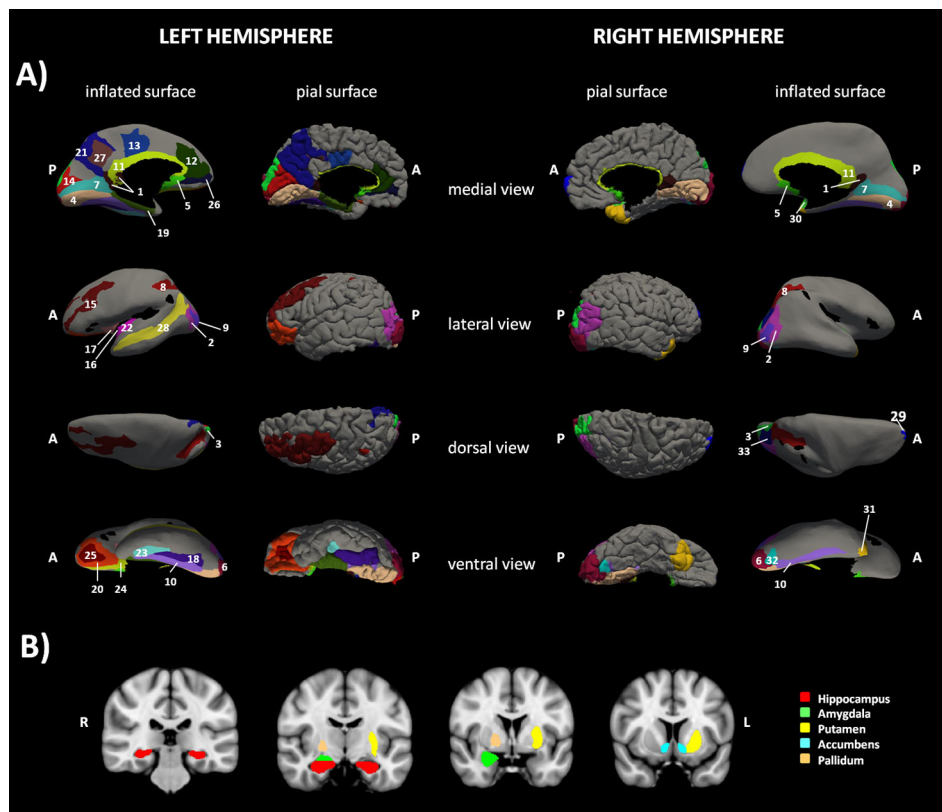 LEFT HEMISPHERE
RIGHT HEMISPHERE
A)
inflated surface
pial surface
pial surface
inflated surface
21
27
13
12
11
P
14
7
4
1
5
26
19
A
medial view
A
11
1
7
P
5
4
30
8
15
A
22
28
9
17
2
16
P
lateral view
P
8
A
9
2
A
3
P
dorsal view
P
29
3
33
A
A
25
23
18
6
10
20
24
P
ventral view
P
31
6
32
10
A
B)
R
L
Hippocampus
Amygdala
Putamen
Accumbens
Pallidum